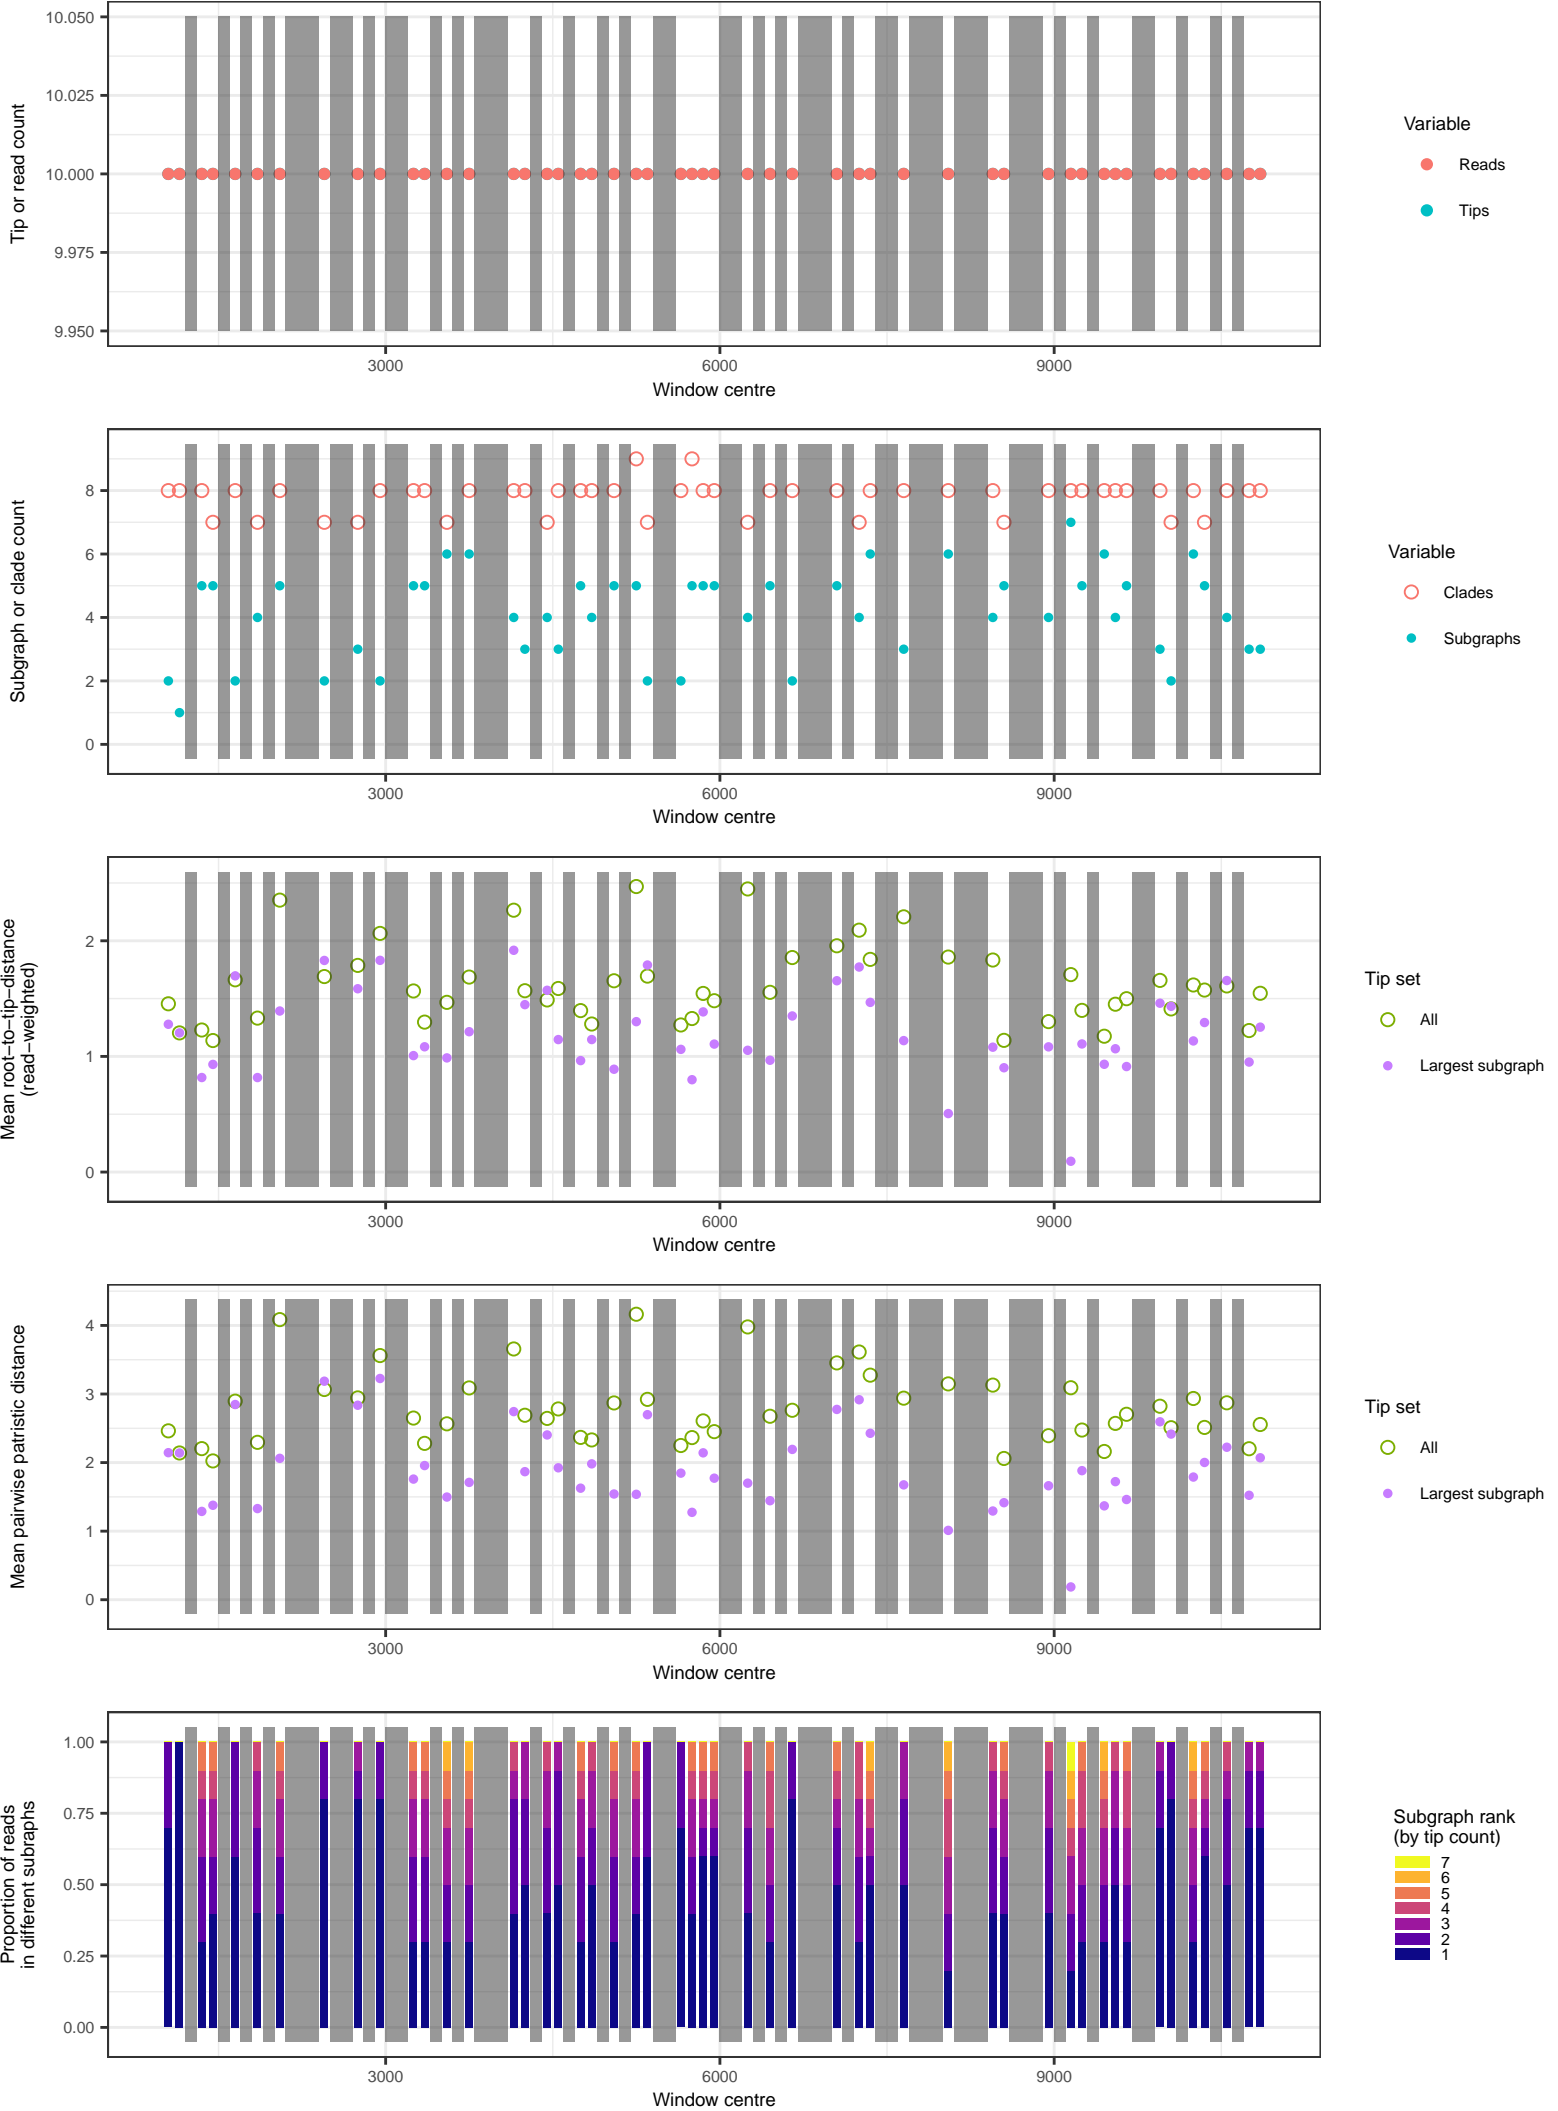 10.050
10.025
10.000
9.975
9.950
Tip or read count
3000
6000
9000
Window centre
Variable
Reads
Tips
8
6
4
2
0
Subgraph or clade count
3000
6000
9000
Window centre
Variable
Clades
Subgraphs
2
1
0
Mean root−to−tip−distance
(read−weighted)
3000
6000
9000
Window centre
Tip set
All
Largest subgraph
4
3
2
1
0
Mean pairwise patristic distance
3000
6000
9000
Window centre
Tip set
All
Largest subgraph
1.00
0.75
0.50
0.25
0.00
Proportion of reads
in different subraphs
3000
6000
9000
Window centre
Subgraph rank
(by tip count)
7
6
5
4
3
2
1